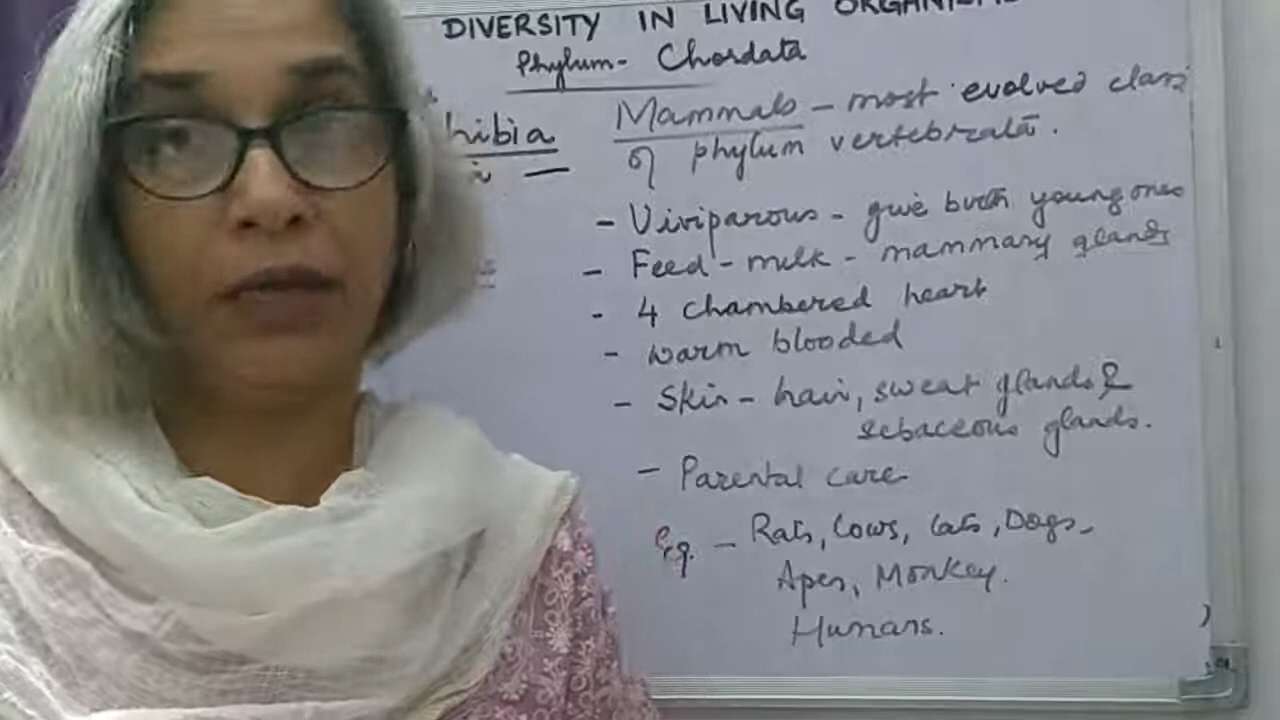 DIVERSITY IN LIVING
Phylum- Chordata
hibia
Mammals - most evolved class
of phylum vertebrata.
- Viviparous - give birth young ones
- Feed - milk - mammary glands
- 4 chambered heart
- warm blooded
- Skin - hair, sweat glands &
sebaceous glands.
- Parental care
Eg. - Rats, Cows, Cats, Dogs,
Apes, Monkey.
Humans.